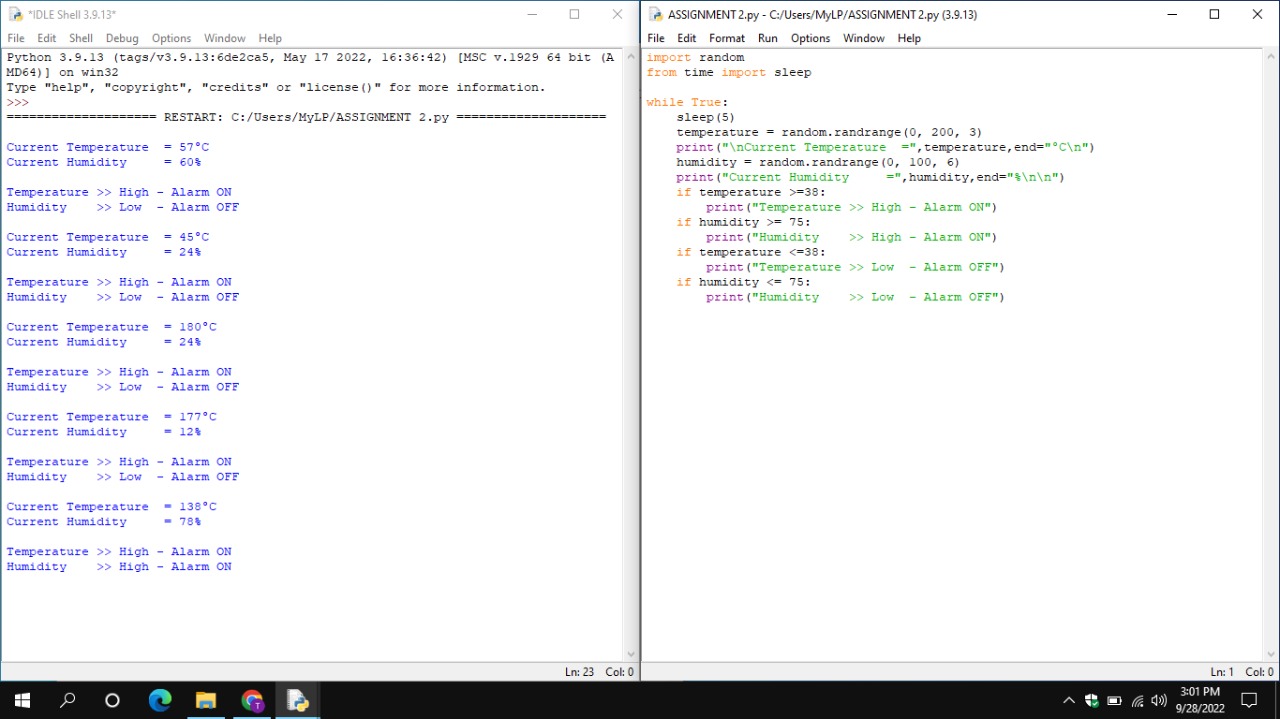 *IDLE Shell 3.9.13*
File Edit Shell Debug Options Window Help
Python 3.9.13 (tags/v3.9.13:6de2ca5, May 17 2022, 16:36:42) [MSC v.1929 64 bit (A
MD64)] on win32
Type "help", "copyright", "credits" or "license()" for more information.
>>>
==================== RESTART: C:/Users/MyLP/ASSIGNMENT 2.py ====================
Current Temperature  = 57°C
Current Humidity     = 60%
Temperature >> High - Alarm ON
Humidity    >> Low  - Alarm OFF
Current Temperature  = 45°C
Current Humidity     = 24%
Temperature >> High - Alarm ON
Humidity    >> Low  - Alarm OFF
Current Temperature  = 180°C
Current Humidity     = 24%
Temperature >> High - Alarm ON
Humidity    >> Low  - Alarm OFF
Current Temperature  = 177°C
Current Humidity     = 12%
Temperature >> High - Alarm ON
Humidity    >> Low  - Alarm OFF
Current Temperature  = 138°C
Current Humidity     = 78%
Temperature >> High - Alarm ON
Humidity    >> High - Alarm ON
Ln: 23 Col: 0
ASSIGNMENT 2.py - C:/Users/MyLP/ASSIGNMENT 2.py (3.9.13)
File Edit Format Run Options Window Help
import random
from time import sleep
while True:
    sleep(5)
    temperature = random.randrange(0, 200, 3)
    print("\nCurrent Temperature  =",temperature,end="°C\n")
    humidity = random.randrange(0, 100, 6)
    print("Current Humidity     =",humidity,end="%\n\n")
    if temperature >=38:
        print("Temperature >> High - Alarm ON")
    if humidity >= 75:
        print("Humidity    >> High - Alarm ON")
    if temperature <=38:
        print("Temperature >> Low  - Alarm OFF")
    if humidity <= 75:
        print("Humidity    >> Low  - Alarm OFF")
Ln: 1 Col: 0
T
3:01 PM
9/28/2022